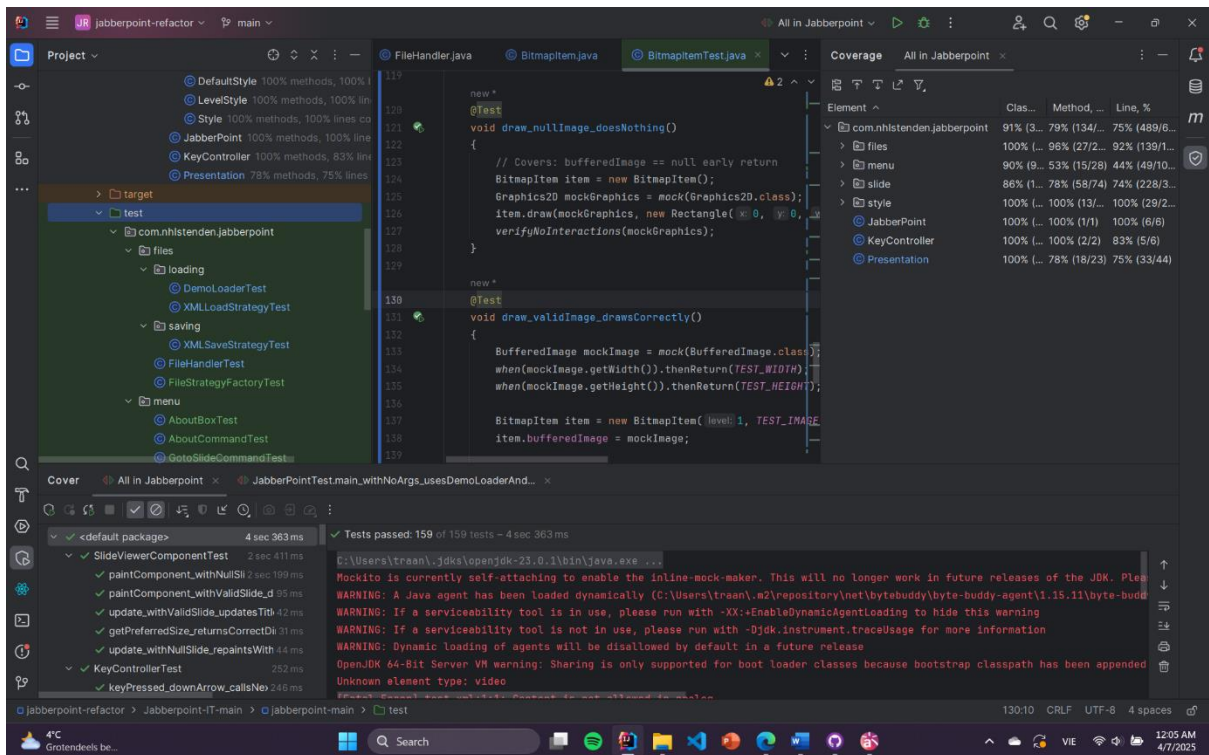 JR jabberpoint-refactor main All in Jabberpoint
Project
DefaultStyle 100% methods, 100% l
LevelStyle 100% methods, 100% lin
Style 100% methods, 100% lines co
JabberPoint 100% methods, 100% line
KeyController 100% methods, 83% line
Presentation 78% methods, 75% lines
target
test
com.nhlstenden.jabberpoint
files
loading
DemoLoaderTest
XMLLoadStrategyTest
saving
XMLSaveStrategyTest
FileHandlerTest
FileStrategyFactoryTest
menu
AboutBoxTest
AboutCommandTest
GotoSlideCommandTest
FileHandler.java BitmapItem.java BitmapItemTest.java
2
119
new *
120 @Test
121 void draw_nullImage_doesNothing()
122 {
123 // Covers: bufferedImage == null early return
124 BitmapItem item = new BitmapItem();
125 Graphics2D mockGraphics = mock(Graphics2D.class);
126 item.draw(mockGraphics, new Rectangle( x: 0, y: 0,
127 verifyNoInteractions(mockGraphics);
128 }
129
new *
130 @Test
131 void draw_validImage_drawsCorrectly()
132 {
133 BufferedImage mockImage = mock(BufferedImage.class);
134 when(mockImage.getWidth()).thenReturn(TEST_WIDTH);
135 when(mockImage.getHeight()).thenReturn(TEST_HEIGHT);
136
137 BitmapItem item = new BitmapItem( level: 1, TEST_IMAGE
138 item.bufferedImage = mockImage;
139
Coverage All in Jabberpoint
Element Clas... Method, ... Line, %
com.nhlstenden.jabberpoint 91% (3... 79% (134/... 75% (489/6...
files 100% (... 96% (27/2... 92% (139/1...
menu 90% (9... 53% (15/28) 44% (49/10...
slide 86% (1... 78% (58/74) 74% (228/3...
style 100% (... 100% (13/... 100% (29/2...
JabberPoint 100% (... 100% (1/1) 100% (6/6)
KeyController 100% (... 100% (2/2) 83% (5/6)
Presentation 100% (... 78% (18/23) 75% (33/44)
m
Cover All in Jabberpoint JabberPointTest.main_withNoArgs_usesDemoLoaderAnd...
<default package> 4 sec 363 ms
SlideViewerComponentTest 2 sec 411 ms
paintComponent_withNullSli 2 sec 199 ms
paintComponent_withValidSlide_d 95 ms
update_withValidSlide_updatesTitl 42 ms
getPreferredSize_returnsCorrectDi 31 ms
update_withNullSlide_repaintsWith 44 ms
KeyControllerTest 252 ms
keyPressed_downArrow_callsNex 246 ms
Tests passed: 159 of 159 tests – 4 sec 363 ms
C:\Users\traan\.jdks\openjdk-23.0.1\bin\java.exe ...
Mockito is currently self-attaching to enable the inline-mock-maker. This will no longer work in future releases of the JDK. Plea
WARNING: A Java agent has been loaded dynamically (C:\Users\traan\.m2\repository\net\bytebuddy\byte-buddy-agent\1.15.11\byte-budd
WARNING: If a serviceability tool is in use, please run with -XX:+EnableDynamicAgentLoading to hide this warning
WARNING: If a serviceability tool is not in use, please run with -Djdk.instrument.traceUsage for more information
WARNING: Dynamic loading of agents will be disallowed by default in a future release
OpenJDK 64-Bit Server VM warning: Sharing is only supported for boot loader classes because bootstrap classpath has been appended
Unknown element type: video
jabberpoint-refactor > Jabberpoint-IT-main > jabberpoint-main > test 130:10 CRLF UTF-8 4 spaces
4°C
Grotendeels be...
Search
VIE
12:05 AM
4/7/2025